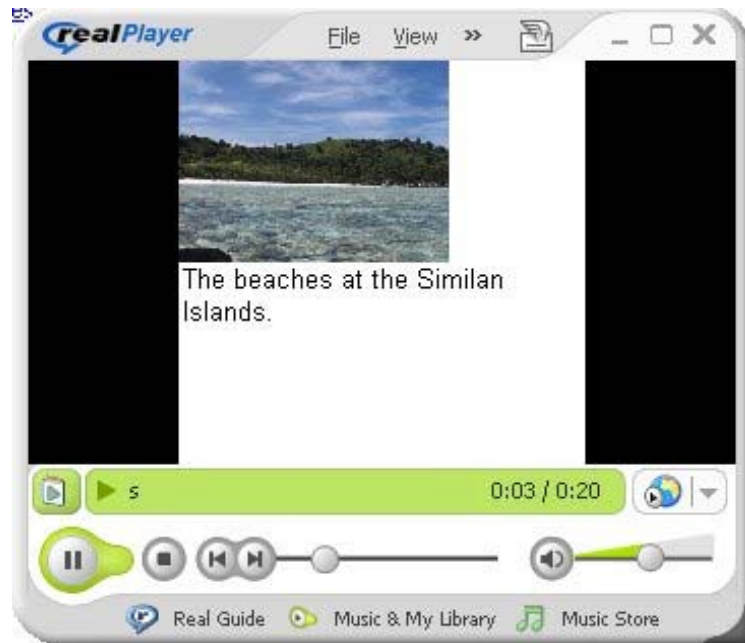 es
realPlayer File View »
The beaches at the Similan
Islands.
s 0:03 / 0:20
Real Guide Music & My Library Music Store